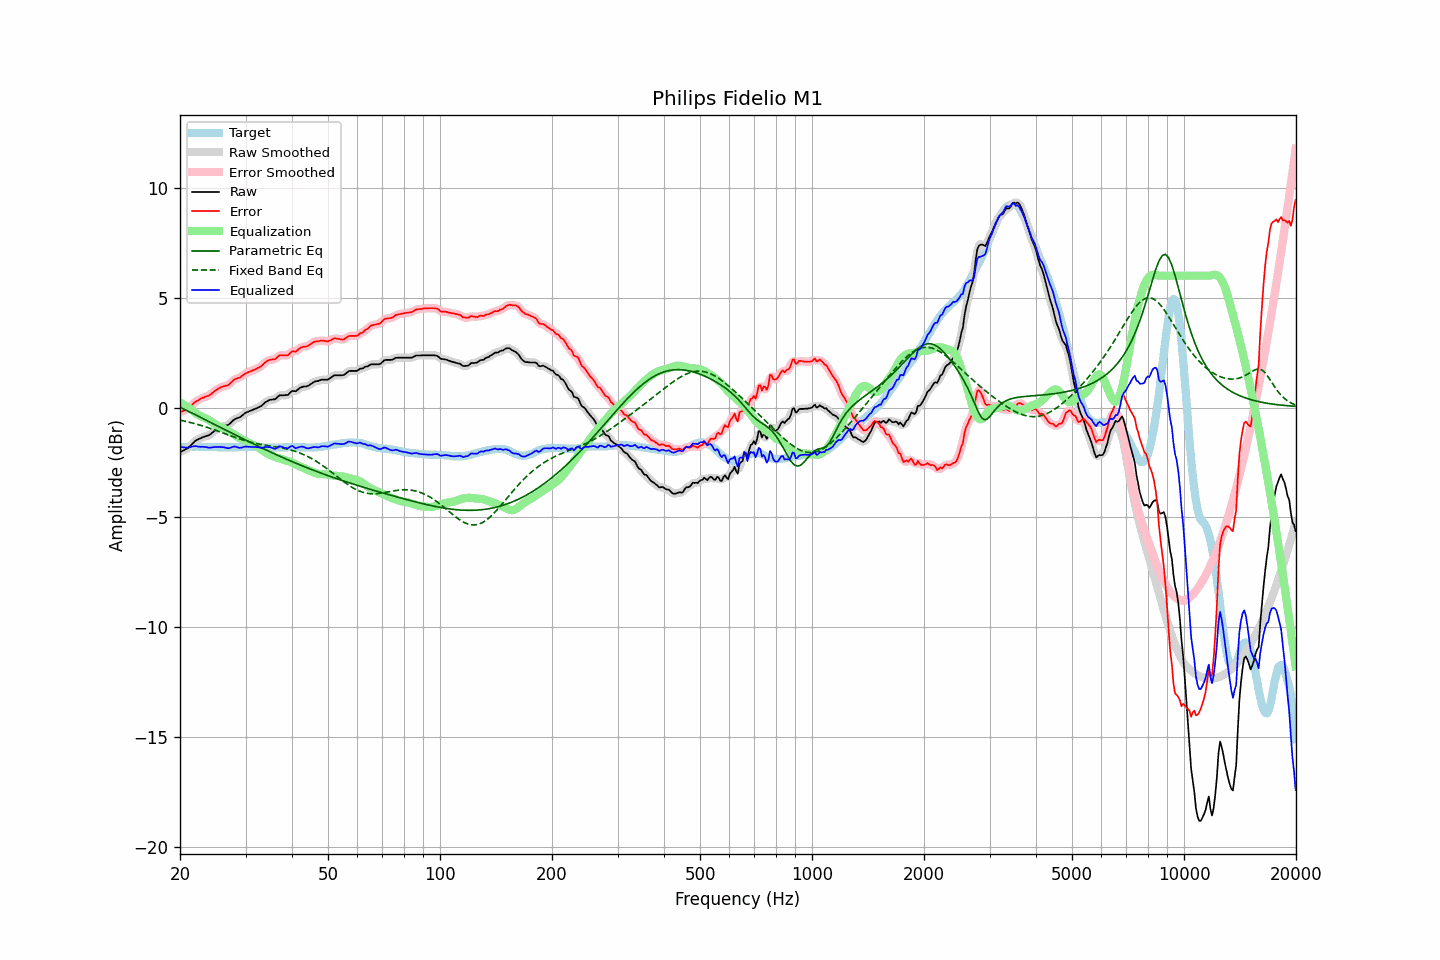 Philips Fidelio M1
Target
Raw Smoothed
Error Smoothed
Raw
Error
Equalization
Parametric Eq
Fixed Band Eq
Equalized
10
5
0
−5
−10
−15
−20
Amplitude (dBr)
20 50 100 200 500 1000 2000 5000 10000 20000
Frequency (Hz)